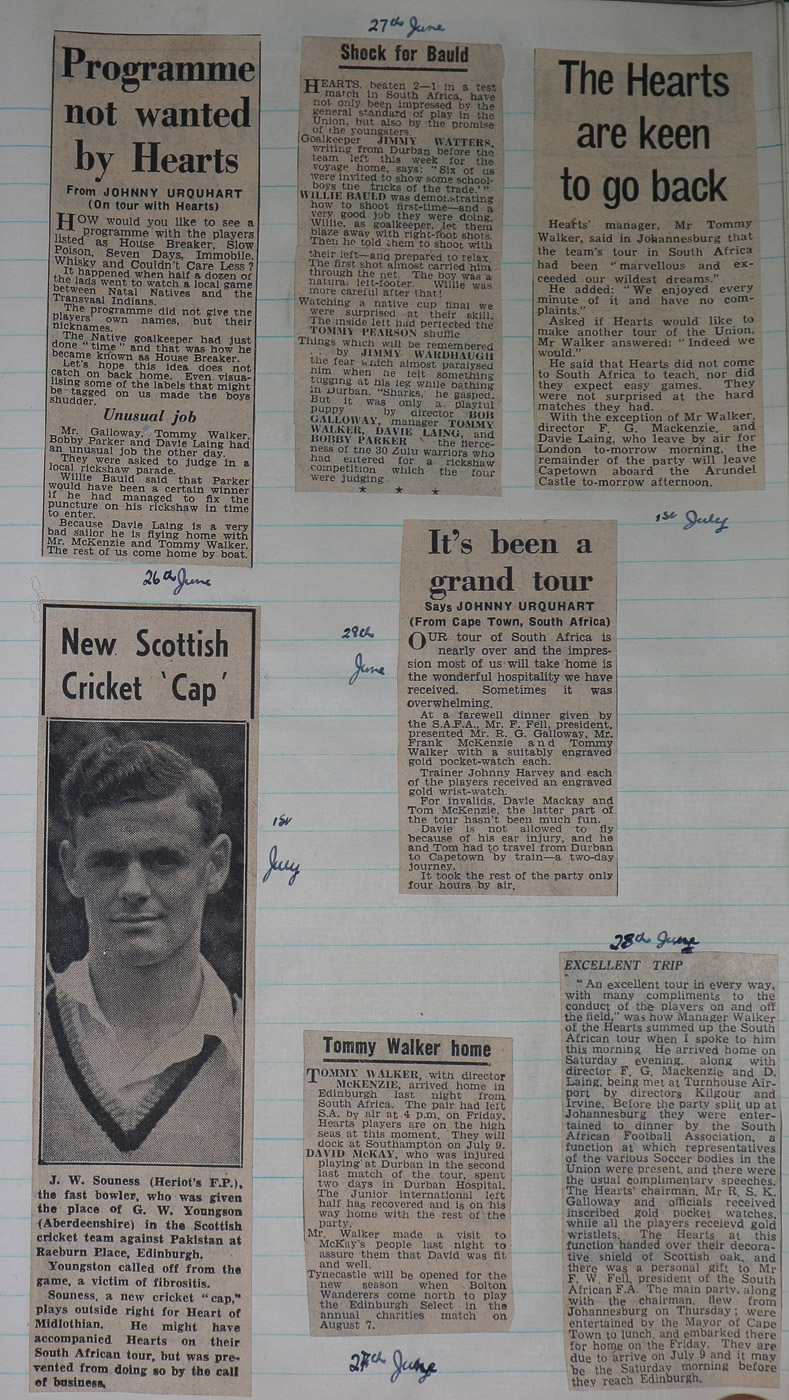 Programme
not wanted
by Hearts
From JOHNNY URQUHART
(On tour with Hearts)
HOW would you like to see a
programme with the players
listed as House Breaker, Slow
Poison, Seven Days, Immobile,
Whisky and Couldn't Care Less?
It happened when half a dozen of
the lads went to watch a local game
between Natal Natives and the
Transvaal Indians.
The programme did not give the
players' own names, but their
nicknames.
The Native goalkeeper had just
done "time" and that was how he
became known as House Breaker.
Let's hope this idea does not
catch on back home. Even visua-
lising some of the labels that might
be tagged on us made the boys
shudder.
Unusual job
Mr. Galloway, Tommy Walker,
Bobby Parker and Davie Laing had
an unusual job the other day.
They were asked to judge in a
local rickshaw parade.
Willie Bauld said that Parker
would have been a certain winner
if he had managed to fix the
puncture on his rickshaw in time
to enter.
Because Davie Laing is a very
bad sailor he is flying home with
Mr. McKenzie and Tommy Walker.
The rest of us come home by boat.
26th June
27th June
Shock for Bauld
HEARTS, beaten 2—1 in a test
match in South Africa, have
not only been impressed by the
general standard of play in the
Union, but also by the promise
of the youngsters.
Goalkeeper JIMMY WATTERS,
writing from Durban before the
team left this week for the
voyage home, says: "Six of us
were invited to show some school-
boys the tricks of the trade.'"
WILLIE BAULD was demonstrating
how to shoot first-time—and a
very good job they were doing.
Willie, as goalkeeper, let them
blaze away with right-foot shots.
Then he told them to shoot with
their left—and prepared to relax.
The first shot almost carried him
through the net. The boy was a
natural left-footer. Willie was
more careful after that!
Watching a native cup final we
were surprised at their skill.
The inside left had perfected the
TOMMY PEARSON shuffle
Things which will be remembered
. . . by JIMMY WARDHAUGH
the fear which almost paralysed
him when he felt something
tugging at his leg while bathing
in Durban. "Sharks," he gasped.
But it was only a playful
puppy by director BOB
GALLOWAY, manager TOMMY
WALKER, DAVIE LAING, and
BOBBY PARKER the fierce-
ness of the 30 Zulu warriors who
had entered for a rickshaw
competition which the four
were judging
* * *
The Hearts
are keen
to go back
Hearts' manager, Mr Tommy
Walker, said in Johannesburg that
the team's tour in South Africa
had been "marvellous and ex-
ceeded our wildest dreams."
He added: "We enjoyed every
minute of it and have no com-
plaints."
Asked if Hearts would like to
make another tour of the Union,
Mr Walker answered: "Indeed we
would."
He said that Hearts did not come
to South Africa to teach, nor did
they expect easy games. They
were not surprised at the hard
matches they had.
With the exception of Mr Walker,
director F. G. Mackenzie, and
Davie Laing, who leave by air for
London to-morrow morning, the
remainder of the party will leave
Capetown aboard the Arundel
Castle to-morrow afternoon.
1st July
It's been a
grand tour
Says JOHNNY URQUHART
(From Cape Town, South Africa)
OUR tour of South Africa is
nearly over and the impres-
sion most of us will take home is
the wonderful hospitality we have
received. Sometimes it was
overwhelming.
At a farewell dinner given by
the S.A.F.A., Mr. F. Fell, president,
presented Mr. R. G. Galloway, Mr.
Frank McKenzie and Tommy
Walker with a suitably engraved
gold pocket-watch each.
Trainer Johnny Harvey and each
of the players received an engraved
gold wrist-watch.
For invalids, Davie Mackay and
Tom McKenzie, the latter part of
the tour hasn't been much fun.
Davie is not allowed to fly
because of his ear injury, and he
and Tom had to travel from Durban
to Capetown by train—a two-day
journey.
It took the rest of the party only
four hours by air.
28th
June
New Scottish
Cricket 'Cap'
J. W. Souness (Heriot's F.P.),
the fast bowler, who was given
the place of G. W. Youngson
(Aberdeenshire) in the Scottish
cricket team against Pakistan at
Raeburn Place, Edinburgh.
Youngston called off from the
game, a victim of fibrositis.
Souness, a new cricket "cap,"
plays outside right for Heart of
Midlothian. He might have
accompanied Hearts on their
South African tour, but was pre-
vented from doing so by the call
of business.
1st
July
Tommy Walker home
TOMMY WALKER, with director
McKENZIE, arrived home in
Edinburgh last night from
South Africa. The pair had left
S.A. by air at 4 p.m. on Friday.
Hearts players are on the high
seas at this moment. They will
dock at Southampton on July 9.
DAVID McKAY, who was injured
playing at Durban in the second
last match of the tour, spent
two days in Durban Hospital.
The Junior international left
half has recovered and is on his
way home with the rest of the
party.
Mr. Walker made a visit to
McKay's people last night to
assure them that David was fit
and well.
Tynecastle will be opened for the
new season when Bolton
Wanderers come north to play
the Edinburgh Select in the
annual charities match on
August 7.
27th June
28th June
EXCELLENT TRIP
"An excellent tour in every way,
with many compliments to the
conduct of the players on and off
the field," was how Manager Walker
of the Hearts summed up the South
African tour when I spoke to him
this morning He arrived home on
Saturday evening, along with
director F. G. Mackenzie and D.
Laing, being met at Turnhouse Air-
port by directors Kilgour and
Irvine. Before the party split up at
Johannesburg they were enter-
tained to dinner by the South
African Football Association, a
function at which representatives
of the various Soccer bodies in the
Union were present, and there were
the usual complimentary speeches.
The Hearts' chairman, Mr R. S. K.
Galloway and officials received
inscribed gold pocket watches,
while all the players receievd gold
wristlets. The Hearts at this
function handed over their decora-
tive shield of Scottish oak, and
there was a personal gift to Mr
F. W. Fell, president of the South
African F.A. The main party, along
with the chairman, flew from
Johannesburg on Thursday; were
entertained by the Mayor of Cape
Town to lunch, and embarked there
for home on the Friday. They are
due to arrive on July 9 and it may
be the Saturday morning before
they reach Edinburgh.